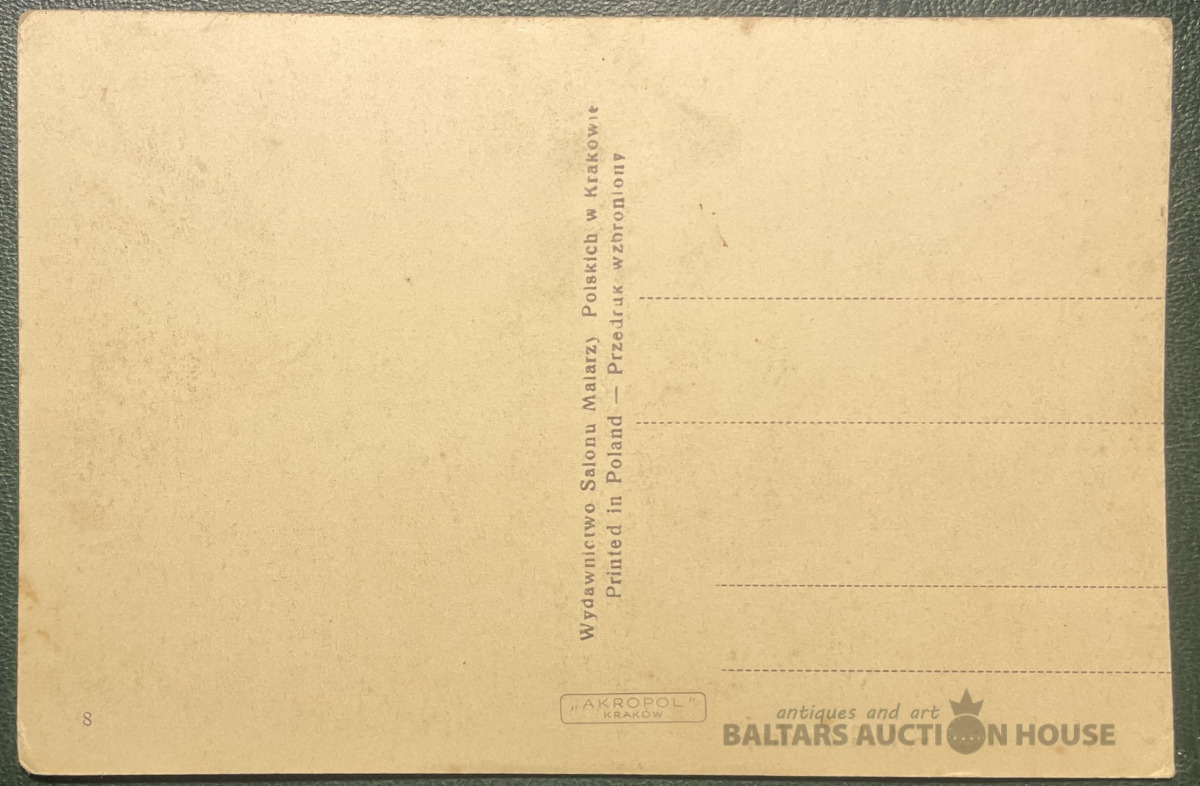 Wydawnictwo Salonu Malarzy Polskich w Krakowie
Printed in Poland — Przedruk wzbroniony
8
„AKROPOL"
KRAKÓW
antiques and art
BALTARS AUCTION HOUSE